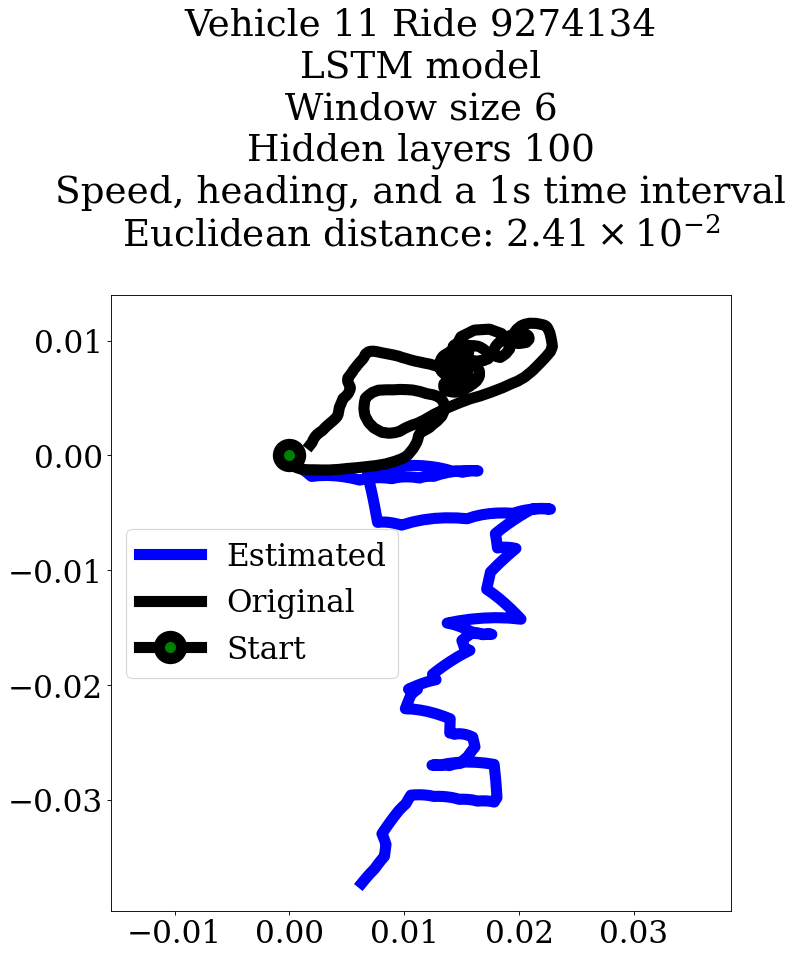 Vehicle 11 Ride 9274134
LSTM model
Window size 6
Hidden layers 100
Speed, heading, and a 1s time interval
Euclidean distance: 2.41 × 10⁻²
0.01
0.00
−0.01
−0.02
−0.03
Estimated
Original
Start
−0.01 0.00 0.01 0.02 0.03